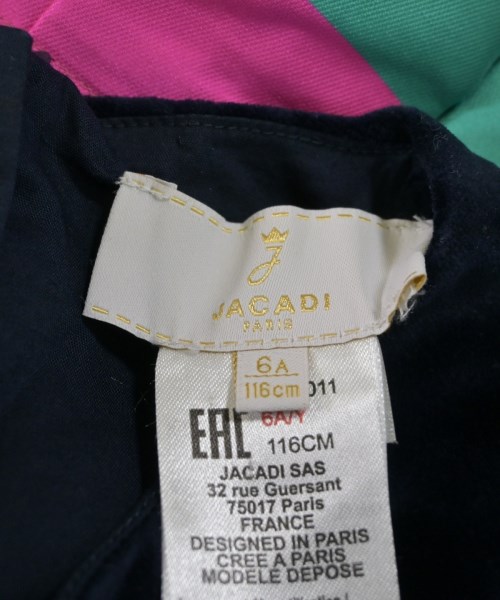 JACADI
PARIS
6A
116cm
011
6A/Y
EAC
116CM
JACADI SAS
32 rue Guersant
75017 Paris
FRANCE
DESIGNED IN PARIS
CREE A PARIS
MODELE DEPOSE